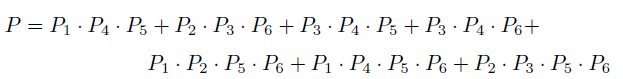 P = P₁ · P₄ · P₅ + P₂ · P₃ · P₆ + P₃ · P₄ · P₅ + P₃ · P₄ · P₆+
P₁ · P₂ · P₅ · P₆ + P₁ · P₄ · P₅ · P₆ + P₂ · P₃ · P₅ · P₆